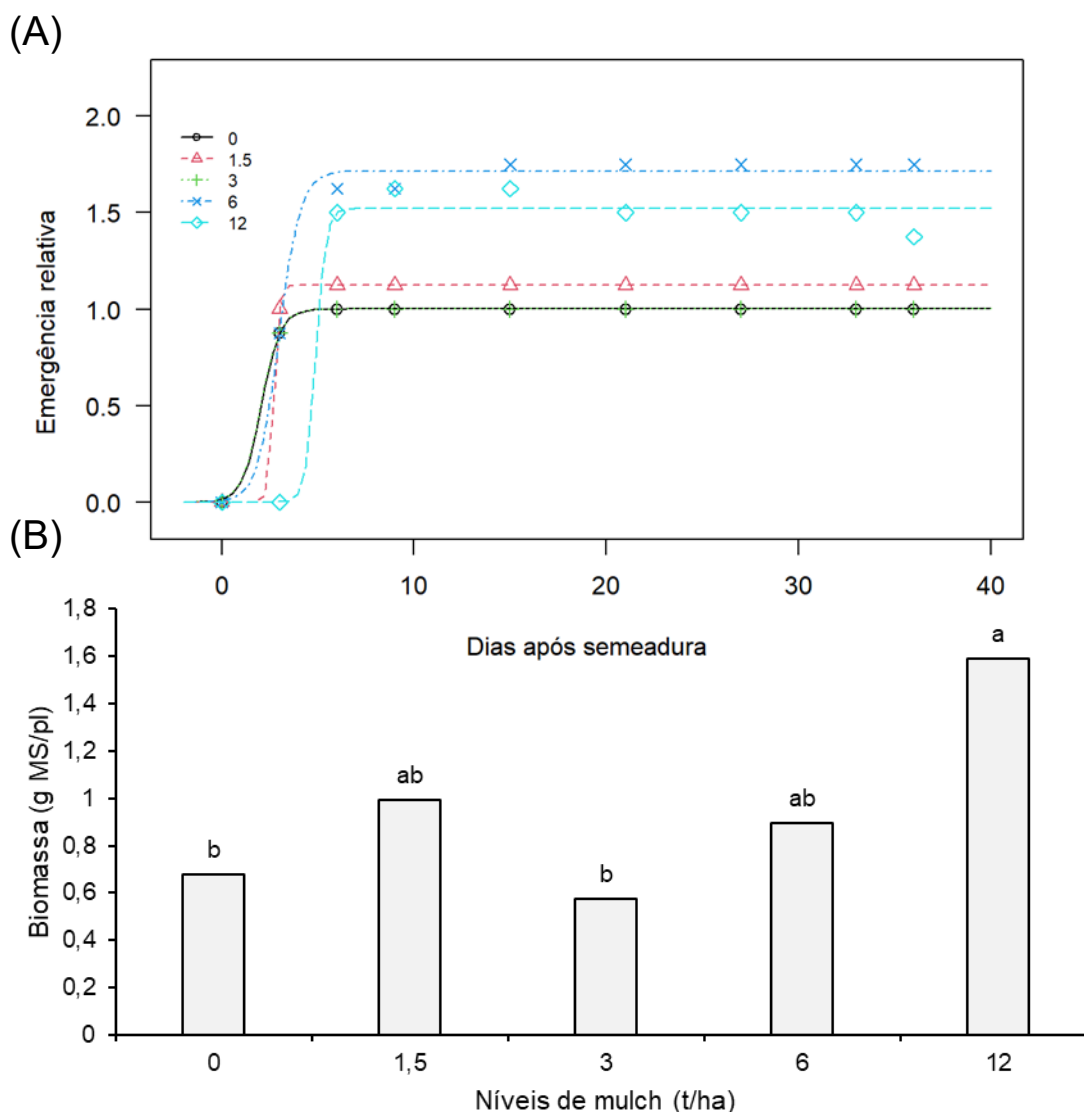 (A)
2.0
1.5
1.0
0.5
0.0
Emergência relativa
0
1.5
3
6
12
0
10
20
30
40
Dias após semeadura
(B)
1,8
1,6
1,4
1,2
1
0,8
0,6
0,4
0,2
0
Biomassa (g MS/pl)
b
ab
b
ab
a
0
1,5
3
6
12
Níveis de mulch (t/ha)